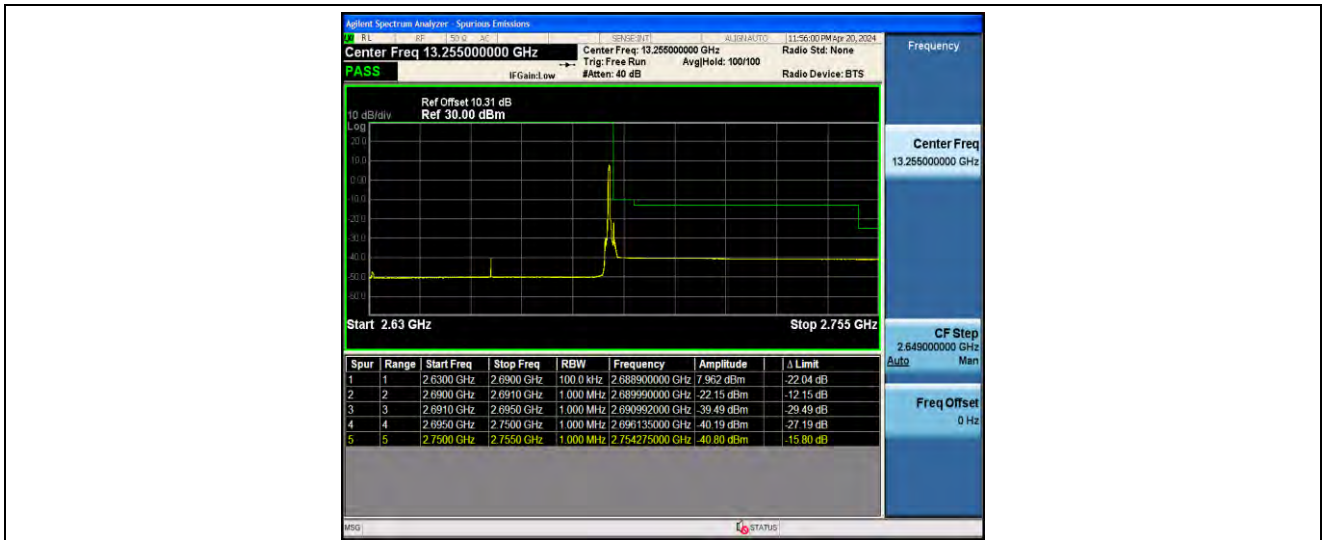 Agilent Spectrum Analyzer - Spurious Emissions
RL RF 50 Ω AC SENSE:INT ALIGNAUTO 11:56:00 PM Apr 20, 2024
Center Freq 13.255000000 GHz Center Freq: 13.255000000 GHz Radio Std: None
Trig: Free Run Avg|Hold: 100/100
PASS IFGain:Low #Atten: 40 dB Radio Device: BTS
Frequency
Ref Offset 10.31 dB
10 dB/div Ref 30.00 dBm
Log
20.0
10.0
0.00
-10.0
-20.0
-30.0
-40.0
-50.0
-60.0
Start 2.63 GHz Stop 2.755 GHz
Center Freq
13.255000000 GHz
CF Step
2.649000000 GHz
Auto Man
Freq Offset
0 Hz
Spur Range Start Freq Stop Freq RBW Frequency Amplitude Δ Limit
1 1 2.6300 GHz 2.6900 GHz 100.0 kHz 2.688900000 GHz 7.962 dBm -22.04 dB
2 2 2.6900 GHz 2.6910 GHz 1.000 MHz 2.689990000 GHz -22.15 dBm -12.15 dB
3 3 2.6910 GHz 2.6950 GHz 1.000 MHz 2.690992000 GHz -39.49 dBm -29.49 dB
4 4 2.6950 GHz 2.7500 GHz 1.000 MHz 2.696135000 GHz -40.19 dBm -27.19 dB
5 5 2.7500 GHz 2.7550 GHz 1.000 MHz 2.754275000 GHz -40.80 dBm -15.80 dB
MSG STATUS